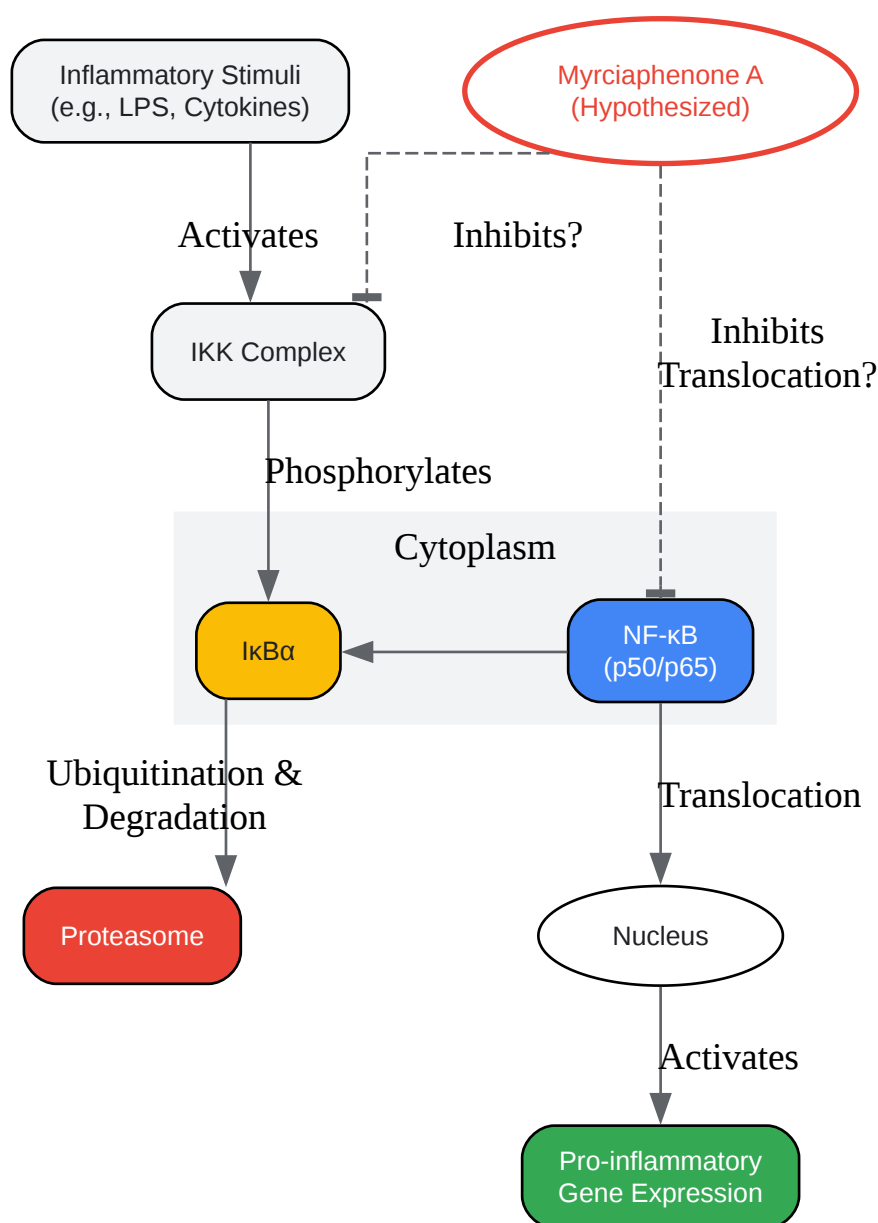 Inflammatory Stimuli
(e.g., LPS, Cytokines)
Myrciaphenone A
(Hypothesized)
Activates
Inhibits?
IKK Complex
Inhibits
Translocation?
Phosphorylates
Cytoplasm
IκBα
NF-κB
(p50/p65)
Ubiquitination &
Degradation
Translocation
Proteasome
Nucleus
Activates
Pro-inflammatory
Gene Expression